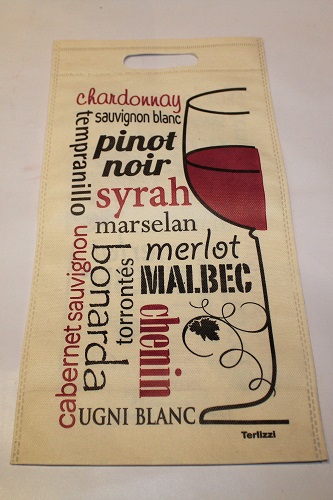 chardonnay
sauvignon blanc
tempranillo
pinot
noir
syrah
marselan
merlot
MALBEC
cabernet sauvignon
bonarda
torrontés
chenin
UGNI BLANC
Terlizzi